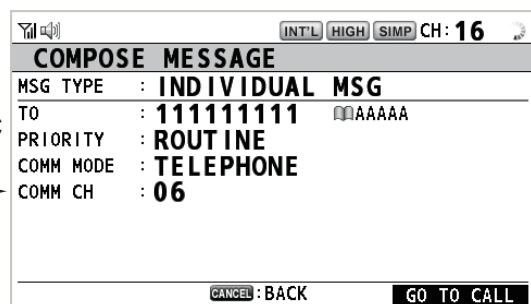 INT'L HIGH SIMP CH: 16
COMPOSE MESSAGE
MSG TYPE : INDIVIDUAL MSG
TO : 111111111 AAAAA
PRIORITY : ROUTINE
COMM MODE : TELEPHONE
COMM CH : 06
CANCEL : BACK GO TO CALL